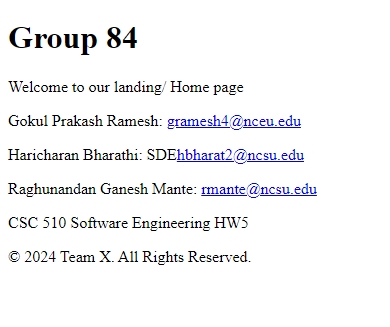 Group 84
Welcome to our landing/ Home page
Gokul Prakash Ramesh: gramesh4@nceu.edu
Haricharan Bharathi: SDEhbharat2@ncsu.edu
Raghunandan Ganesh Mante: rmante@ncsu.edu
CSC 510 Software Engineering HW5
© 2024 Team X. All Rights Reserved.